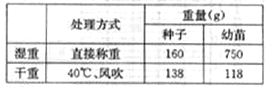 处理方式 重量(g)
种子 幼苗
湿重 直接称重 160 750
干重 40℃、风吹 138 118